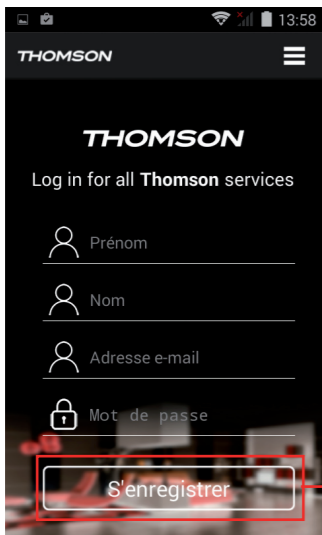 13:58
THOMSON
THOMSON
Log in for all Thomson services
Prénom
Nom
Adresse e-mail
Mot de passe
S'enregistrer